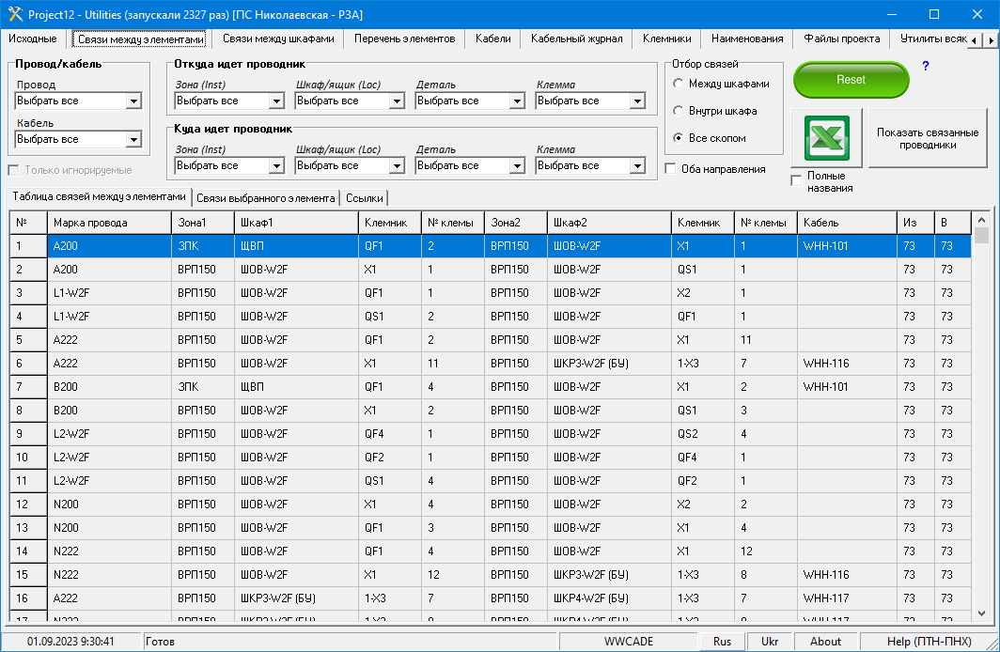 Project12 - Utilities (запускали 2327 раз) [ПС Николаевская - РЗА]
Исходные Связи между элементами Связи между шкафами Перечень элементов Кабели Кабельный журнал Клемники Наименования Файлы проекта Утилиты всяк
Провод/кабель Откуда идет проводник Отбор связей ?
Провод Зона (Inst) Шкаф/ящик (Loc) Деталь Клемма Между шкафами Reset
Выбрать все Выбрать все Выбрать все Выбрать все Выбрать все
Внутри шкафа
Кабель Куда идет проводник
Выбрать все Зона (Inst) Шкаф/ящик (Loc) Деталь Клемма Все скопом Показать связанные проводники
Выбрать все Выбрать все Выбрать все Выбрать все
Только игнорируемые Оба направления Полные названия
Таблица связей между элементами Связи выбранного элемента Ссылки
№ Марка провода Зона1 Шкаф1 Клемник № клемы Зона2 Шкаф2 Клемник № клемы Кабель Из В
1 A200 ЗПК ЩВП QF1 2 ВРП150 ШОВ-W2F X1 1 WHH-101 73 73
2 A200 ВРП150 ШОВ-W2F X1 1 ВРП150 ШОВ-W2F QS1 1 73 73
3 L1-W2F ВРП150 ШОВ-W2F QF1 1 ВРП150 ШОВ-W2F X2 1 73 73
4 L1-W2F ВРП150 ШОВ-W2F QS1 2 ВРП150 ШОВ-W2F QF1 1 73 73
5 A222 ВРП150 ШОВ-W2F QF1 2 ВРП150 ШОВ-W2F X1 11 73 73
6 A222 ВРП150 ШОВ-W2F X1 11 ВРП150 ШКРЗ-W2F (БУ) 1-X3 7 WHH-116 73 73
7 B200 ЗПК ЩВП QF1 4 ВРП150 ШОВ-W2F X1 2 WHH-101 73 73
8 B200 ВРП150 ШОВ-W2F X1 2 ВРП150 ШОВ-W2F QS1 3 73 73
9 L2-W2F ВРП150 ШОВ-W2F QF4 1 ВРП150 ШОВ-W2F QS2 4 73 73
10 L2-W2F ВРП150 ШОВ-W2F QF2 1 ВРП150 ШОВ-W2F QF4 1 73 73
11 L2-W2F ВРП150 ШОВ-W2F QS1 4 ВРП150 ШОВ-W2F QF2 1 73 73
12 N200 ВРП150 ШОВ-W2F X1 4 ВРП150 ШОВ-W2F X2 2 73 73
13 N200 ВРП150 ШОВ-W2F QF1 3 ВРП150 ШОВ-W2F X1 4 73 73
14 N222 ВРП150 ШОВ-W2F QF1 4 ВРП150 ШОВ-W2F X1 12 73 73
15 N222 ВРП150 ШОВ-W2F X1 12 ВРП150 ШКРЗ-W2F (БУ) 1-X3 8 WHH-116 73 73
16 A222 ВРП150 ШКРЗ-W2F (БУ) 1-X3 7 ВРП150 ШКР4-W2F (БУ) 1-X3 7 WHH-117 73 73
01.09.2023 9:30:41 Готов WWCADE Rus Ukr About Help (ПТН-ПНХ)